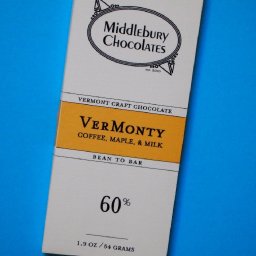 Middlebury
Chocolates
VERMONT CRAFT CHOCOLATE
VERMONTY
COFFEE, MAPLE, & MILK
BEAN TO BAR
60%
1.9 OZ / 54 GRAMS